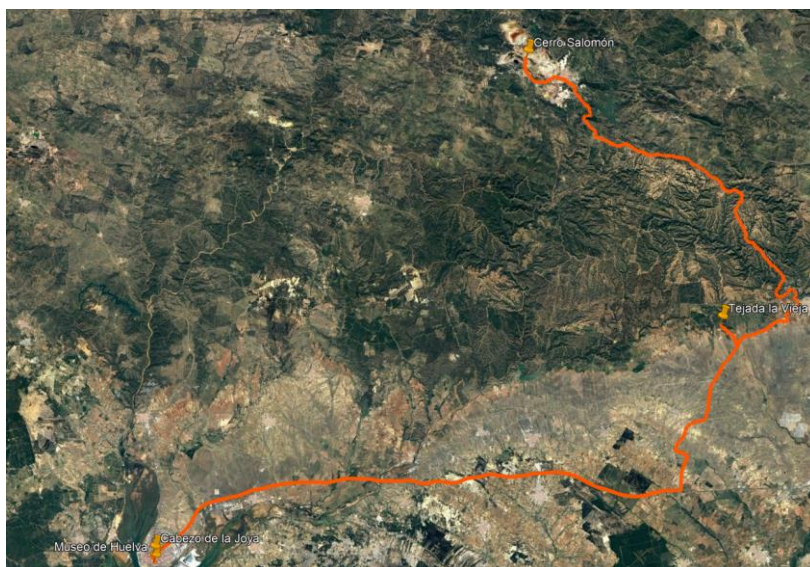 Cerro Salomón
Tejada la Vieja
Cabezo de la Joya
Museo de Huelva